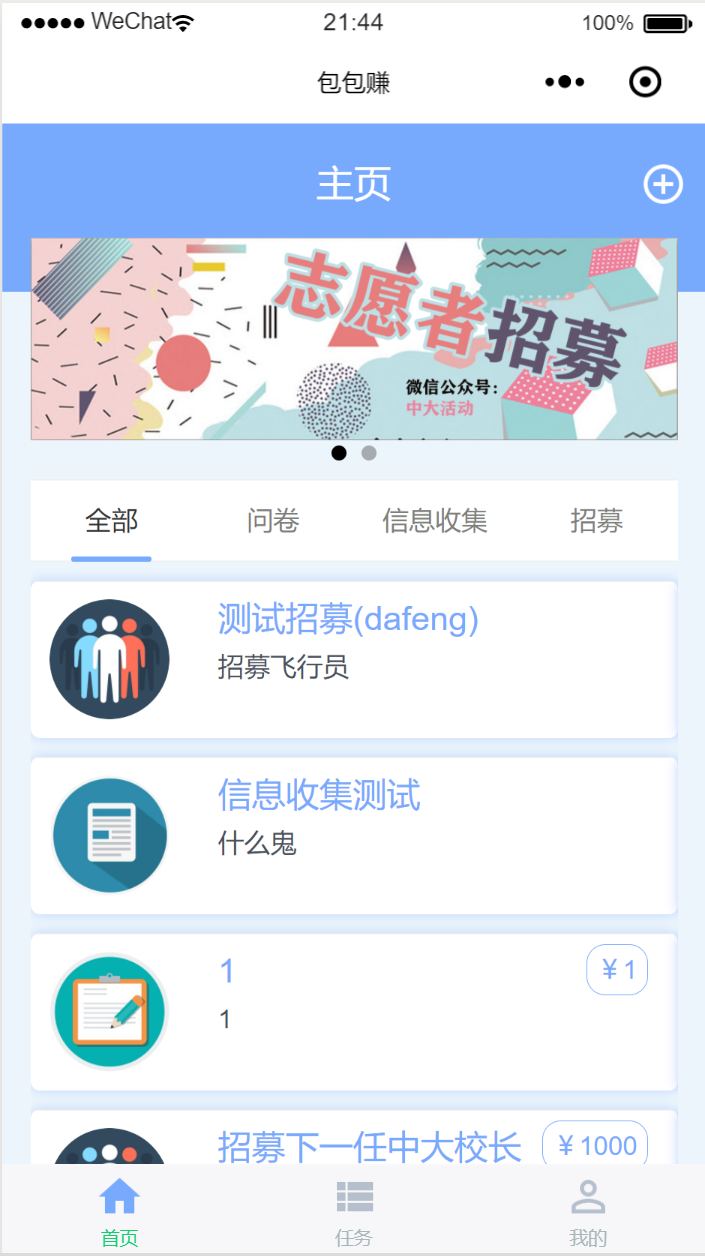 WeChat 21:44 100%
包包赚
主页
志愿者招募
微信公众号:
中大活动
全部 问卷 信息收集 招募
测试招募(dafeng)
招募飞行员
信息收集测试
什么鬼
1 ¥ 1
1
招募下一任中大校长 ¥ 1000
首页 任务 我的